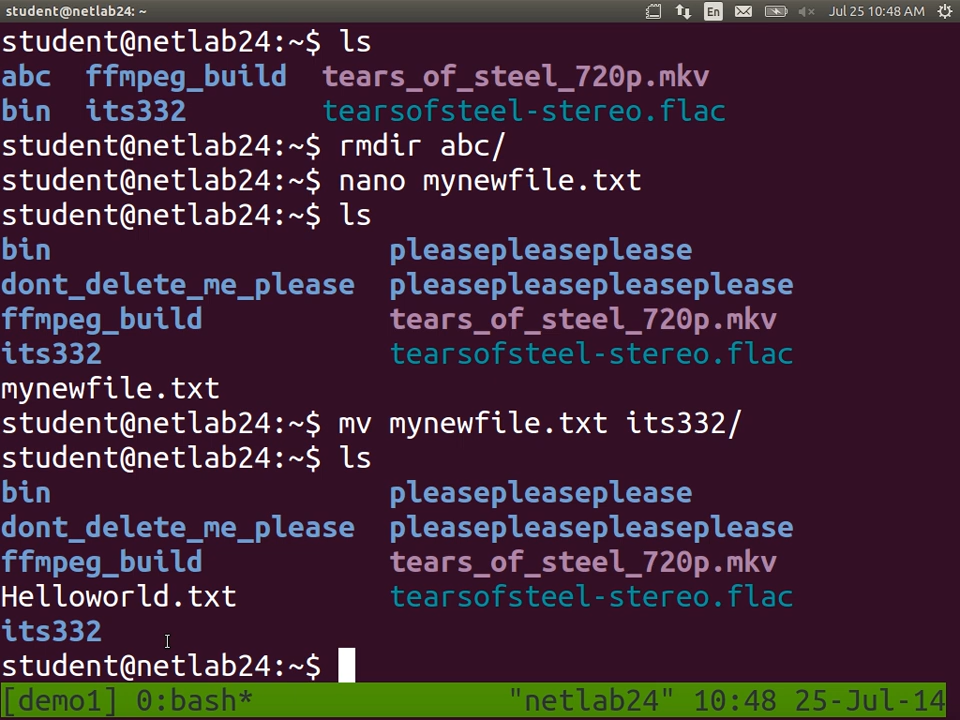 student@netlab24: ~ En Jul 25 10:48 AM
student@netlab24:~$ ls
abc ffmpeg_build tears_of_steel_720p.mkv
bin its332 tearsofsteel-stereo.flac
student@netlab24:~$ rmdir abc/
student@netlab24:~$ nano mynewfile.txt
student@netlab24:~$ ls
bin pleasepleaseplease
dont_delete_me_please pleasepleasepleaseplease
ffmpeg_build tears_of_steel_720p.mkv
its332 tearsofsteel-stereo.flac
mynewfile.txt
student@netlab24:~$ mv mynewfile.txt its332/
student@netlab24:~$ ls
bin pleasepleaseplease
dont_delete_me_please pleasepleasepleaseplease
ffmpeg_build tears_of_steel_720p.mkv
Helloworld.txt tearsofsteel-stereo.flac
its332
student@netlab24:~$
[demo1] 0:bash* "netlab24" 10:48 25-Jul-14